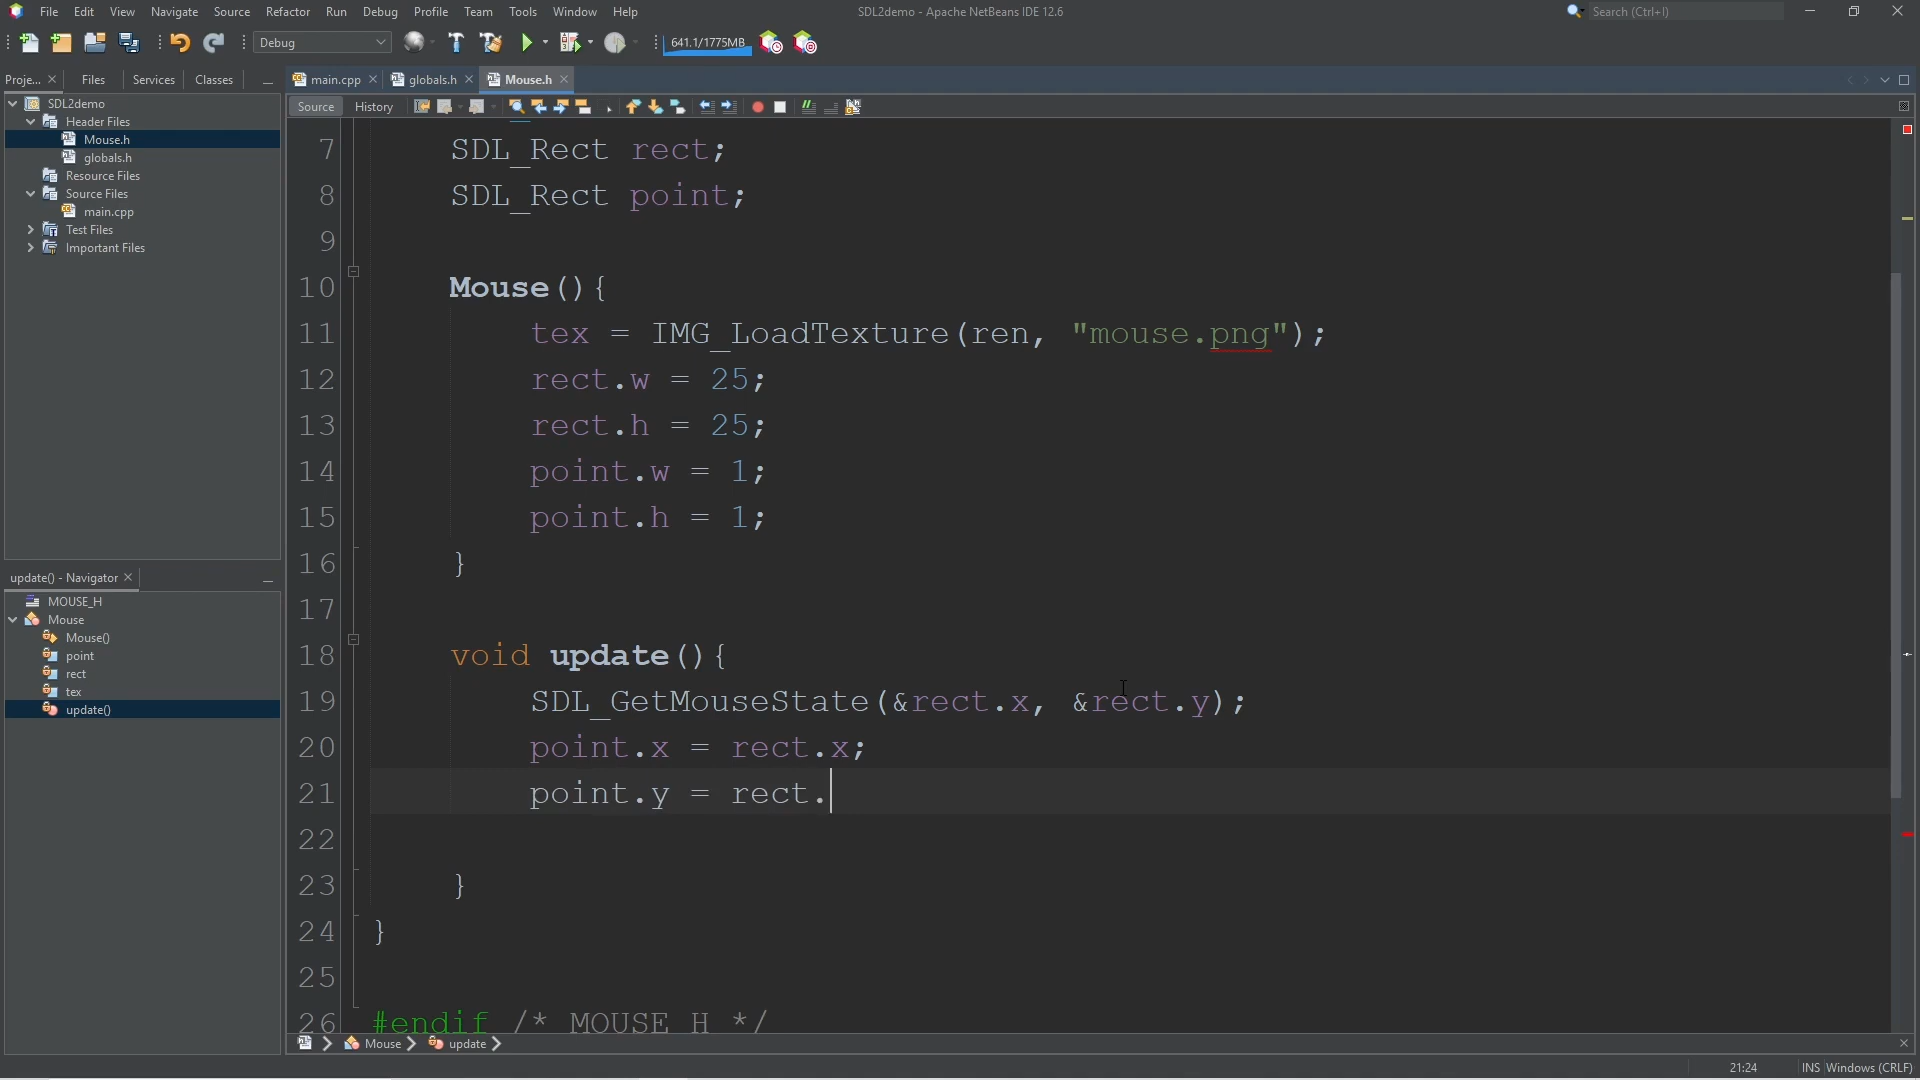 File Edit View Navigate Source Refactor Run Debug Profile Team Tools Window Help
SDL2demo - Apache NetBeans IDE 12.6
Search (Ctrl+I)
Debug
641.1/1775MB
Proje... Files Services Classes
main.cpp globals.h Mouse.h
Source History
SDL2demo
Header Files
Mouse.h
globals.h
Resource Files
Source Files
main.cpp
Test Files
Important Files
update() - Navigator
MOUSE_H
Mouse
Mouse()
point
rect
tex
update()
7 SDL_Rect rect;
8 SDL_Rect point;
9
10 Mouse(){
11 tex = IMG_LoadTexture(ren, "mouse.png");
12 rect.w = 25;
13 rect.h = 25;
14 point.w = 1;
15 point.h = 1;
16 }
17
18 void update(){
19 SDL_GetMouseState(&rect.x, &rect.y);
20 point.x = rect.x;
21 point.y = rect.
22
23 }
24 }
25
26 #endif /* MOUSE_H */
Mouse update
21:24 INS Windows (CRLF)